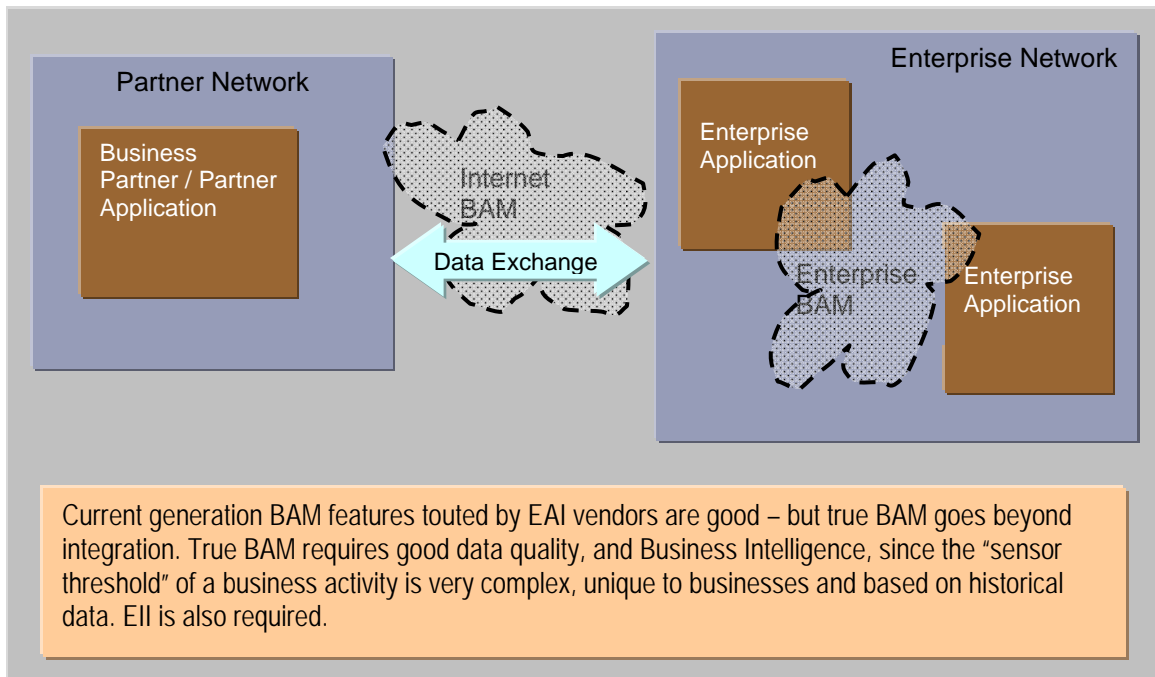 Partner Network
Business
Partner / Partner
Application
Internet
BAM
Data Exchange
Enterprise Network
Enterprise
Application
Enterprise
BAM
Enterprise
Application
Current generation BAM features touted by EAI vendors are good – but true BAM goes beyond
integration. True BAM requires good data quality, and Business Intelligence, since the “sensor
threshold” of a business activity is very complex, unique to businesses and based on historical
data. EII is also required.